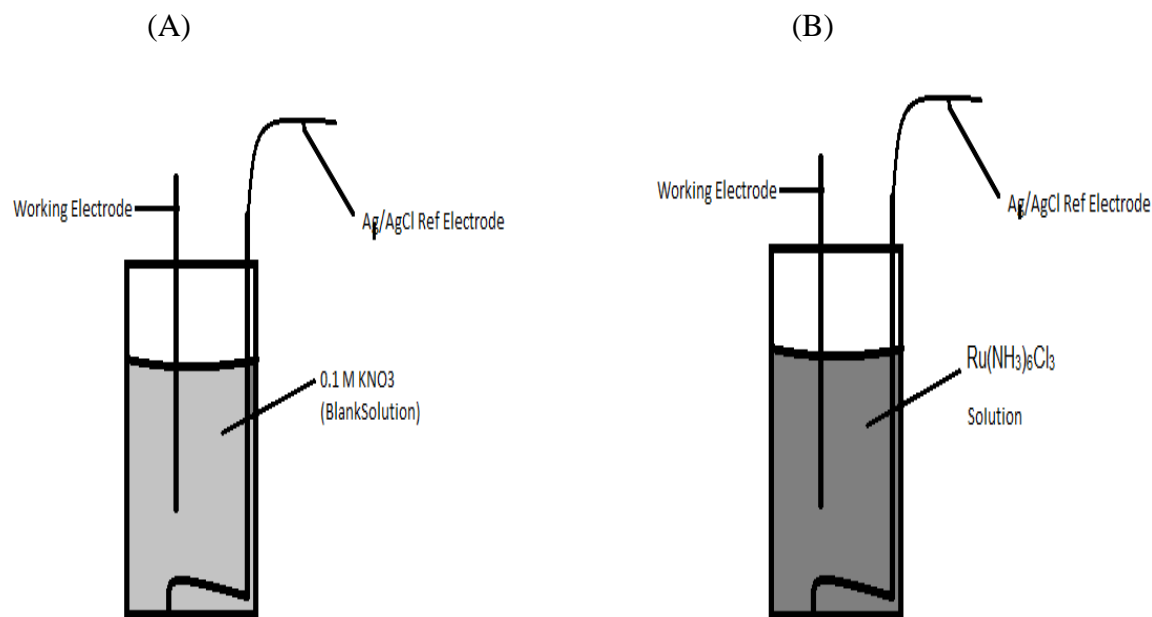 (A)
(B)
Working Electrode
Ag/AgCl Ref Electrode
0.1 M KNO3
(BlankSolution)
Working Electrode
Ag/AgCl Ref Electrode
Ru(NH3)6Cl3
Solution